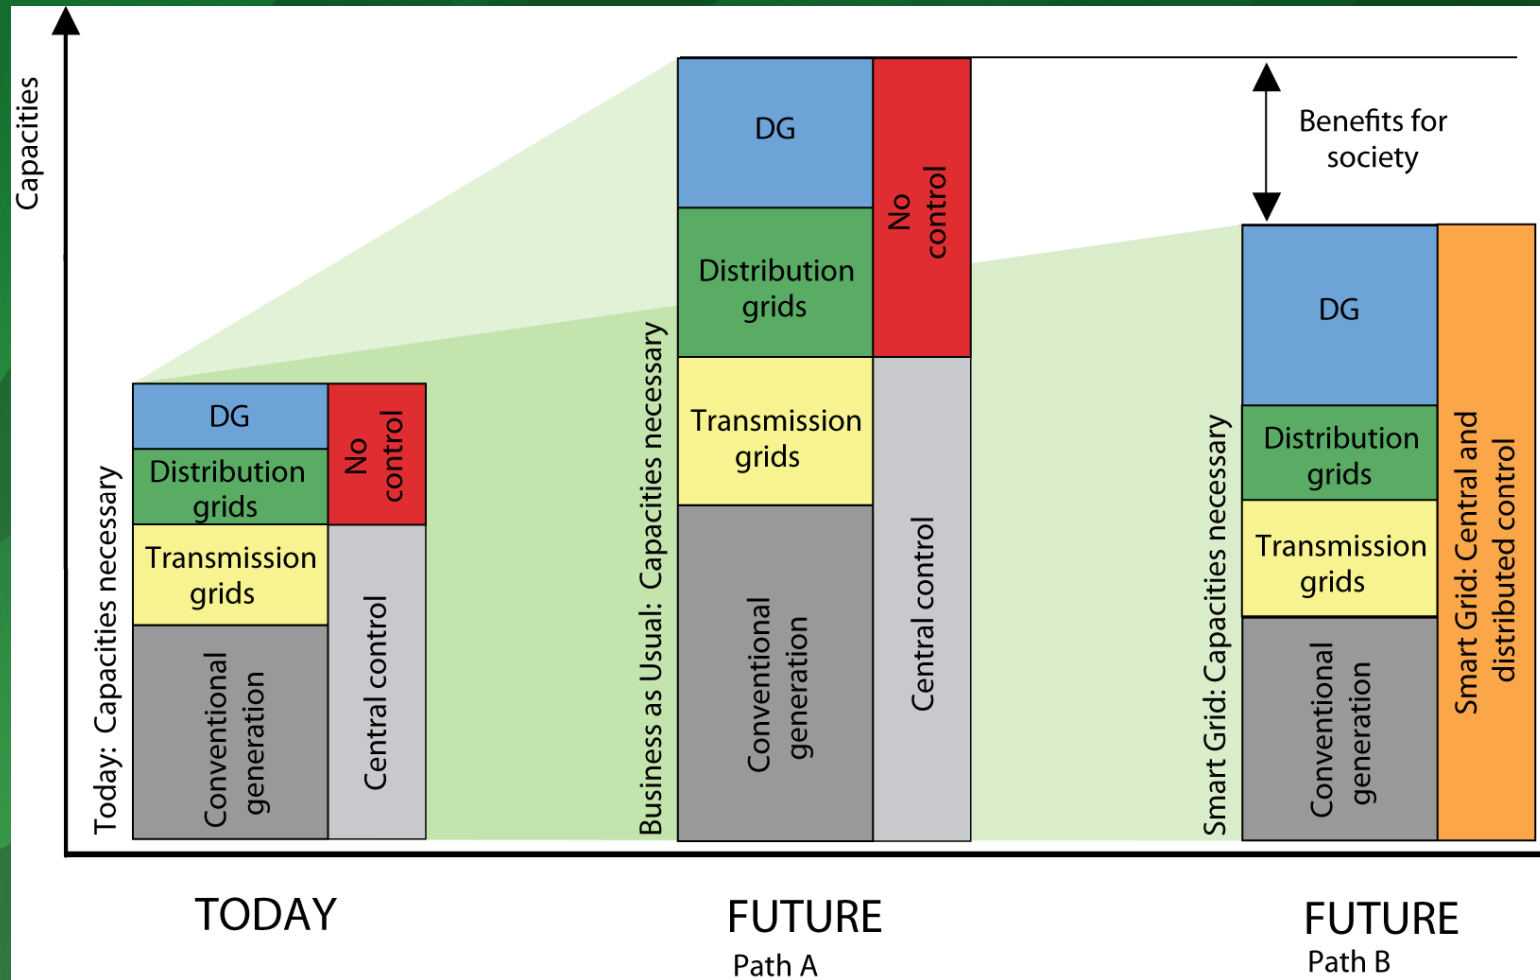 Capacities
Today: Capacities necessary
DG
Distribution
grids
Transmission
grids
Conventional
generation
No
control
Central control
Business as Usual: Capacities necessary
DG
Distribution
grids
Transmission
grids
Conventional
generation
No
control
Central control
Benefits for
society
Smart Grid: Capacities necessary
DG
Distribution
grids
Transmission
grids
Conventional
generation
Smart Grid: Central and
distributed control
TODAY
FUTURE
Path A
FUTURE
Path B